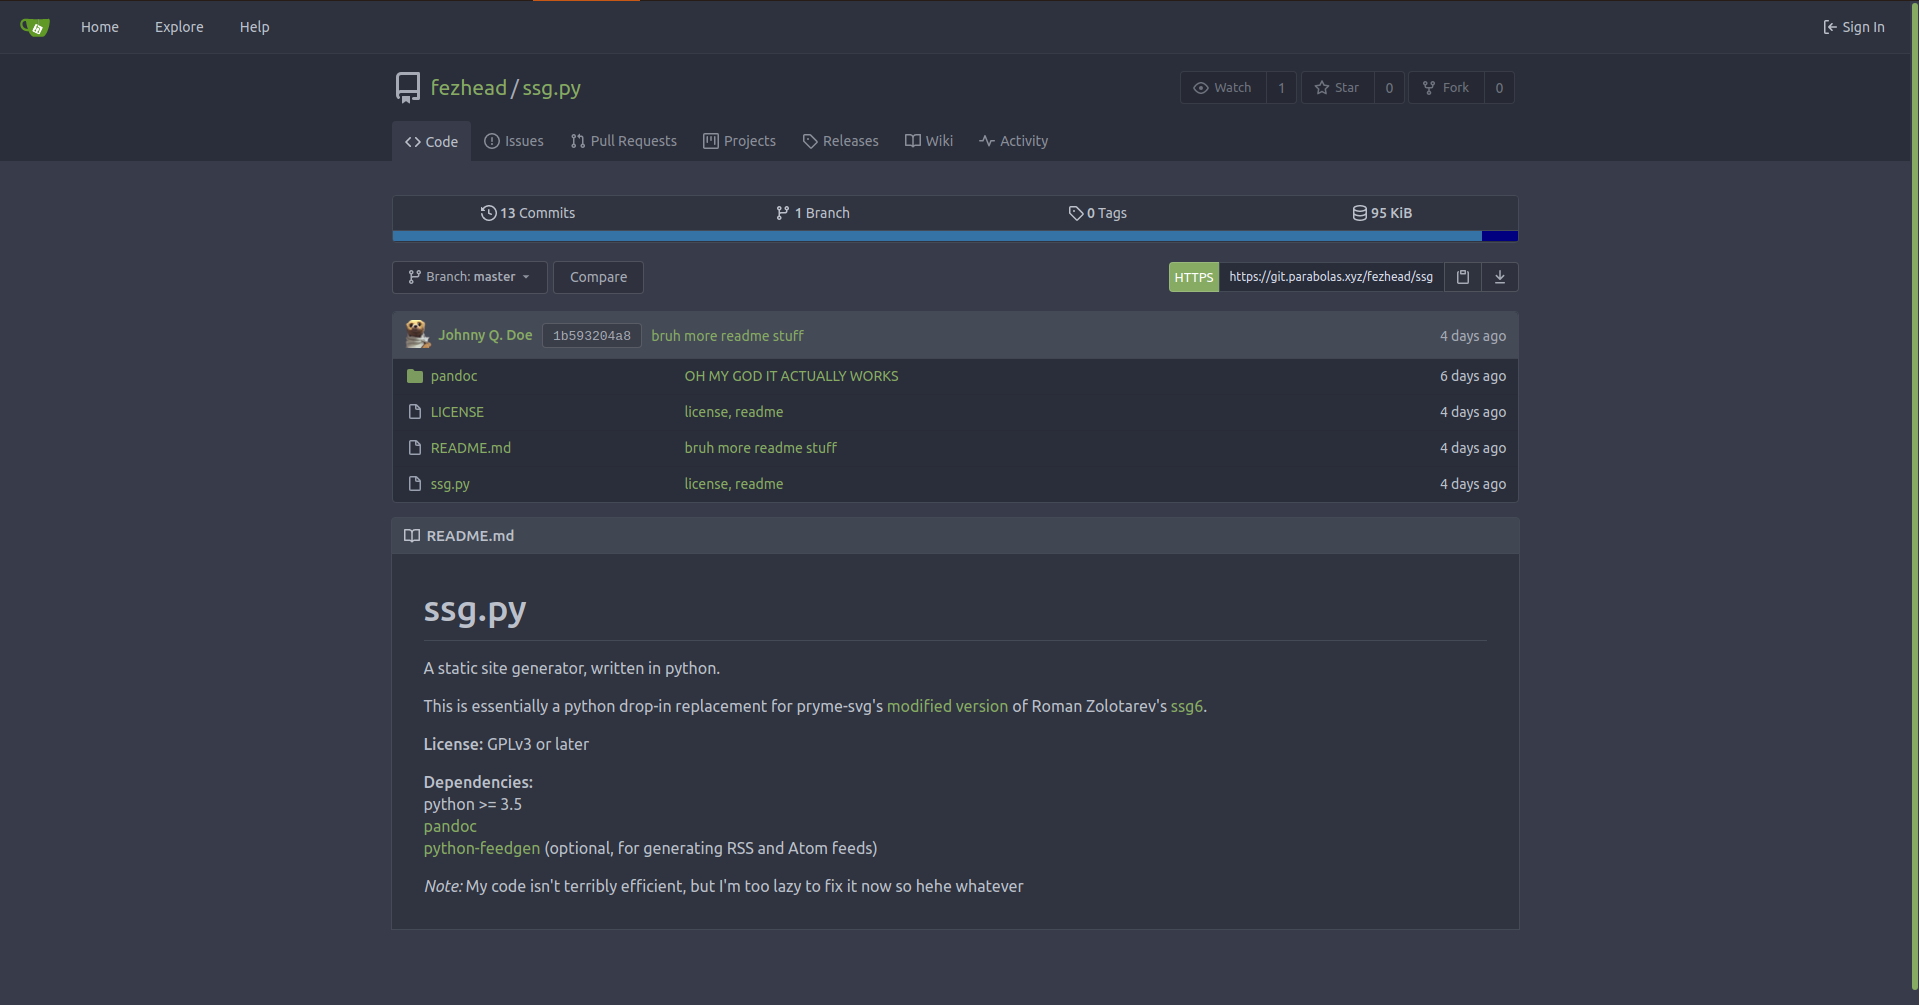 Home Explore Help Sign In
fezhead / ssg.py Watch 1 Star 0 Fork 0
Code Issues Pull Requests Projects Releases Wiki Activity
13 Commits 1 Branch 0 Tags 95 KiB
Branch: master Compare HTTPS https://git.parabolas.xyz/fezhead/ssg
Johnny Q. Doe 1b593204a8 bruh more readme stuff 4 days ago
pandoc OH MY GOD IT ACTUALLY WORKS 6 days ago
LICENSE license, readme 4 days ago
README.md bruh more readme stuff 4 days ago
ssg.py license, readme 4 days ago
README.md
ssg.py
A static site generator, written in python.
This is essentially a python drop-in replacement for pryme-svg's modified version of Roman Zolotarev's ssg6.
License: GPLv3 or later
Dependencies:
python >= 3.5
pandoc
python-feedgen (optional, for generating RSS and Atom feeds)
Note: My code isn't terribly efficient, but I'm too lazy to fix it now so hehe whatever